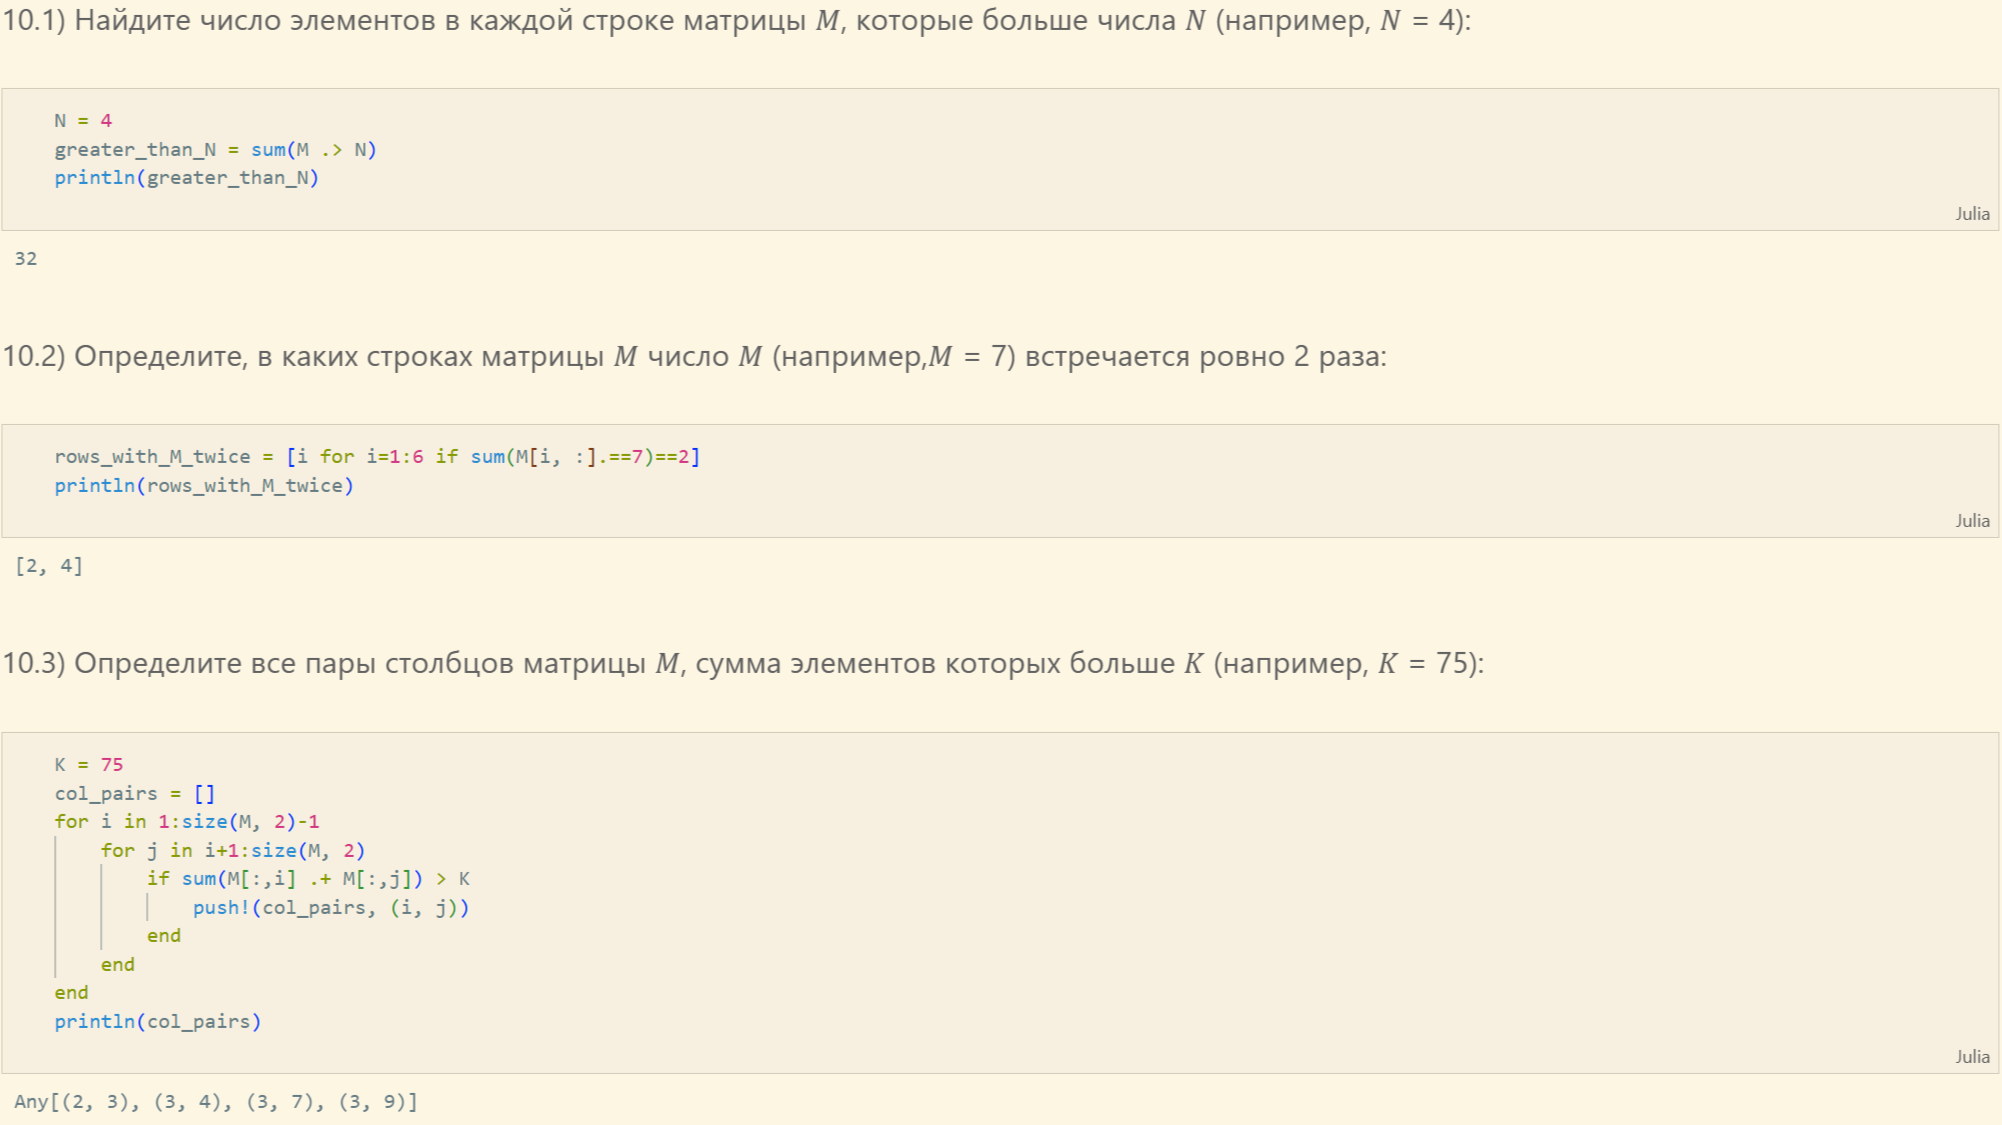 10.1) Найдите число элементов в каждой строке матрицы M, которые больше числа N (например, N = 4):
N = 4
greater_than_N = sum(M .> N)
println(greater_than_N)
Julia
32
10.2) Определите, в каких строках матрицы M число M (например,M = 7) встречается ровно 2 раза:
rows_with_M_twice = [i for i=1:6 if sum(M[i, :].==7)==2]
println(rows_with_M_twice)
Julia
[2, 4]
10.3) Определите все пары столбцов матрицы M, сумма элементов которых больше K (например, K = 75):
K = 75
col_pairs = []
for i in 1:size(M, 2)-1
    for j in i+1:size(M, 2)
        if sum(M[:,i] .+ M[:,j]) > K
            push!(col_pairs, (i, j))
        end
    end
end
println(col_pairs)
Julia
Any[(2, 3), (3, 4), (3, 7), (3, 9)]